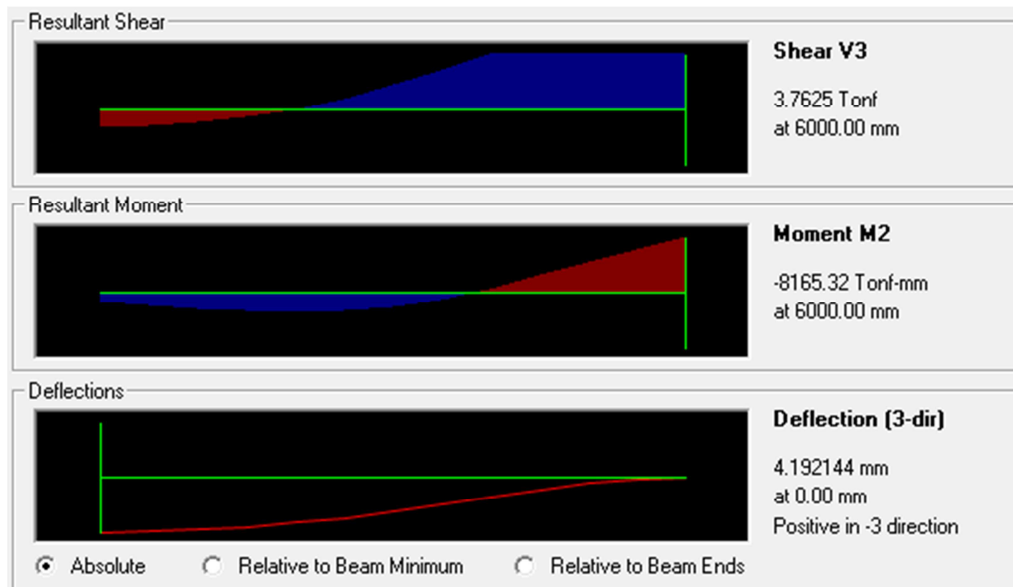 Resultant Shear
Shear V3
3.7625 Tonf
at 6000.00 mm
Resultant Moment
Moment M2
-8165.32 Tonf-mm
at 6000.00 mm
Deflections
Deflection (3-dir)
4.192144 mm
at 0.00 mm
Positive in -3 direction
Absolute Relative to Beam Minimum Relative to Beam Ends